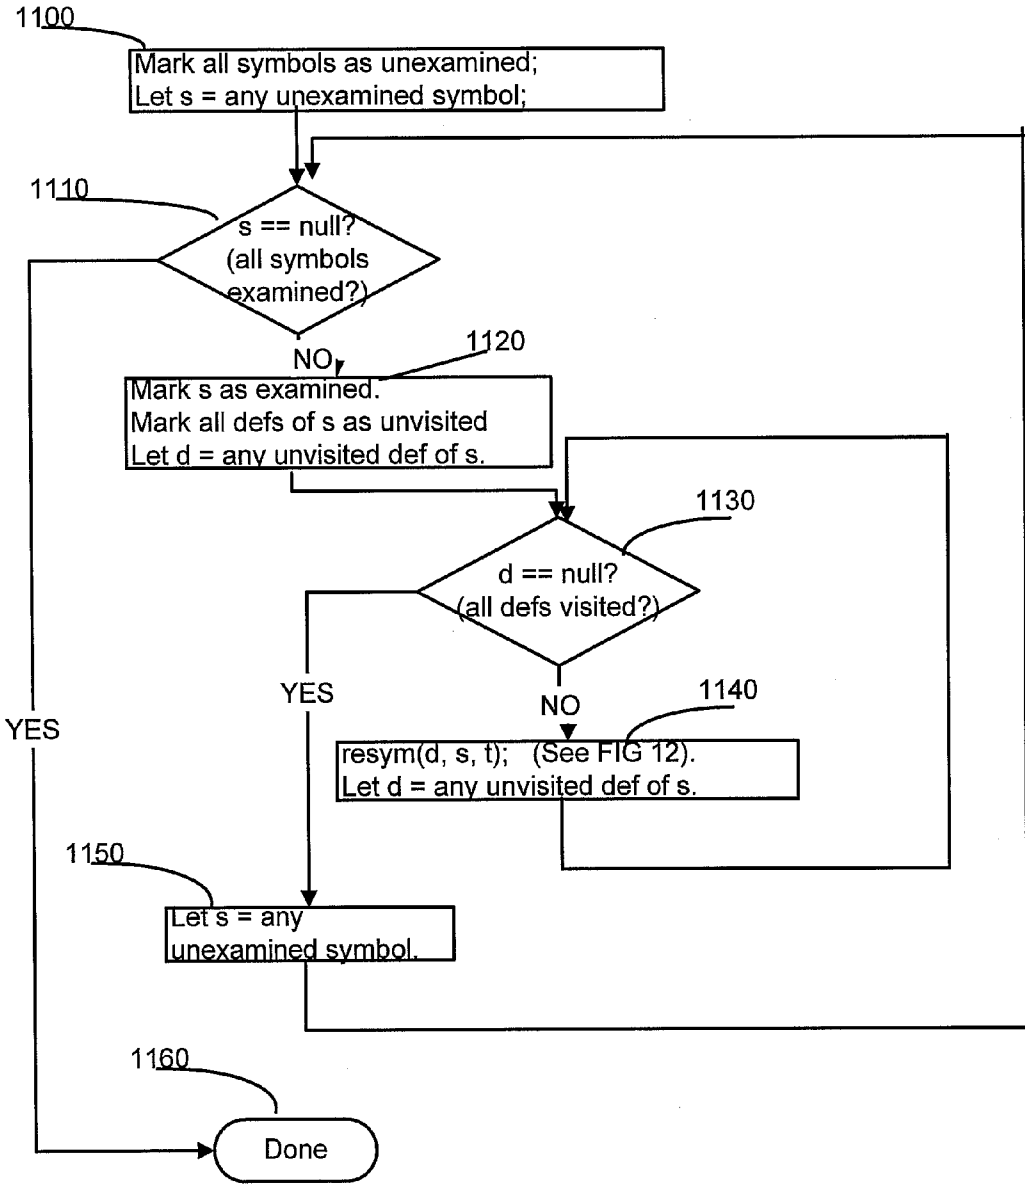 1100
Mark all symbols as unexamined;
Let s = any unexamined symbol;
1110
s == null?
(all symbols
examined?)
NO
1120
Mark s as examined.
Mark all defs of s as unvisited
Let d = any unvisited def of s.
1130
d == null?
(all defs visited?)
YES
NO
1140
YES
resym(d, s, t); (See FIG 12).
Let d = any unvisited def of s.
1150
Let s = any
unexamined symbol.
1160
Done